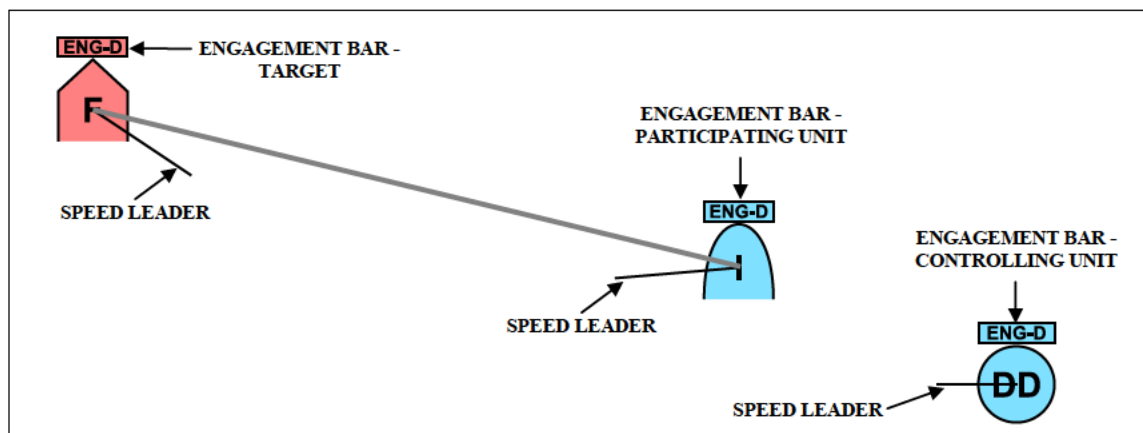 ENG-D
ENGAGEMENT BAR -
TARGET
F
SPEED LEADER
ENGAGEMENT BAR -
PARTICIPATING UNIT
ENG-D
I
SPEED LEADER
ENGAGEMENT BAR -
CONTROLLING UNIT
ENG-D
DD
SPEED LEADER